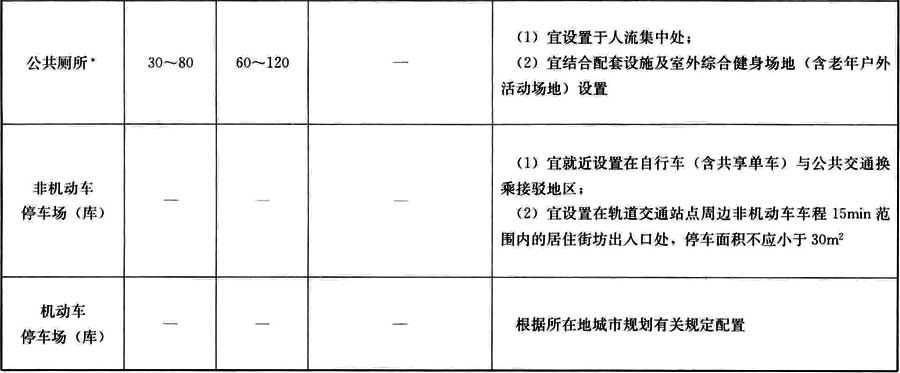 公共厕所*
30～80
60～120
—
（1）宜设置于人流集中处；
（2）宜结合配套设施及室外综合健身场地（含老年户外
活动场地）设置
非机动车
停车场（库）
—
—
—
（1）宜就近设置在自行车（含共享单车）与公共交通换
乘接驳地区；
（2）宜设置在轨道交通站点周边非机动车车程 15min 范
围内的居住街坊出入口处，停车面积不应小于 30m²
机动车
停车场（库）
—
—
—
根据所在地城市规划有关规定配置